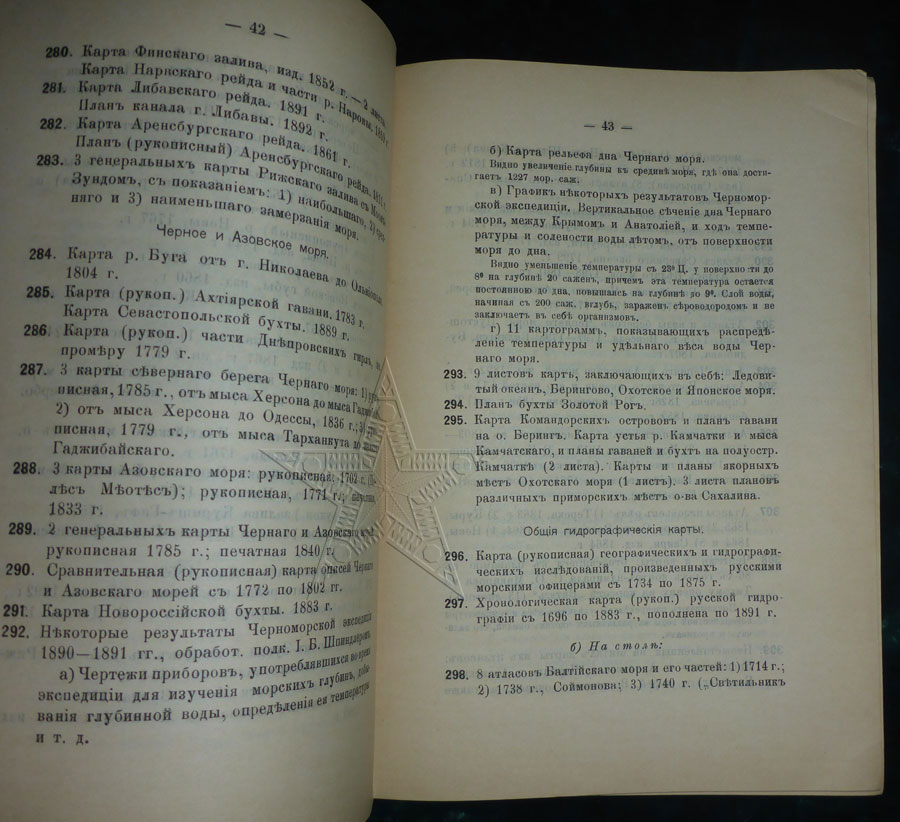 — 42 —
280. Карта Финскаго залива, изд. 1852 г. — 2 листа.
Карта Нарвскаго рейда и части р. Наровы.
281. Карта Либавскаго рейда. 1891 г.
Планъ канала г. Либавы. 1892 г.
282. Карта Аренсбургскаго рейда. 1861 г.
Планъ (рукописный) Аренсбургскаго рейда.
283. 3 генеральныхъ карты Рижскаго залива съ
Зундомъ, съ показаніемъ: 1) наибольшаго,
няго и 3) наименьшаго замерзанія моря.
Черное и Азовское моря.
284. Карта р. Буга отъ г. Николаева до
1804 г.
285. Карта (рукоп.) Ахтіярской гавани. 1783 г.
Карта Севастопольской бухты. 1889 г.
286. Карта (рукоп.) части Днѣпровскихъ гирлъ,
промѣру 1779 г.
287. 3 карты сѣвернаго берега Чернаго моря: 1)
писная, 1785 г., отъ мыса Херсона до мыса
2) отъ мыса Херсона до Одессы, 1836 г.; 3)
писная, 1779 г., отъ мыса Тарханкута до
Гаджибайскаго.
288. 3 карты Азовскаго моря: рукописная,
лѣсъ Мѣотѣсъ); рукописная, 1771 г.;
1833 г.
289. 2 генеральныхъ карты Чернаго и Азовскаго
рукописная 1785 г.; печатная 1840 г.
290. Сравнительная (рукописная) карта описей Чернаго
и Азовскаго морей съ 1772 по 1802 гг.
291. Карта Новороссійской бухты. 1883 г.
292. Нѣкоторые результаты Черноморской экспедиціи
1890—1891 гг., обработ. полк. І. Б. Шпиндлеромъ
а) Чертежи приборовъ, употреблявшихся во время
экспедиціи для изученія морскихъ глубинъ,
ванія глубинной воды, опредѣленія ея температуры
и т. д.
— 43 —
б) Карта рельефа дна Чернаго моря.
Видно увеличеніе глубины къ срединѣ моря, гдѣ она дости-
гаетъ 1227 мор. саж.
в) Графикъ нѣкоторыхъ результатовъ Черномор-
ской экспедиціи. Вертикальное сѣченіе дна Чернаго
моря, между Крымомъ и Анатоліей, и ходъ темпе-
ратуры и солености воды лѣтомъ, отъ поверхности
моря до дна.
Видно уменьшеніе температуры съ 23° Ц. у поверхности до
8° на глубинѣ 20 саженъ, причемъ эта температура остается
постоянною до дна, повышаясь на глубинѣ до 9°. Слой воды,
начиная съ 200 саж. вглубь, зараженъ сѣроводородомъ и не
заключаетъ въ себѣ организмовъ.
г) 11 картограммъ, показывающихъ распредѣ-
леніе температуры и удѣльнаго вѣса воды Чер-
наго моря.
293. 9 листовъ картъ, заключающихъ въ себѣ: Ледови-
тый океанъ, Берингово, Охотское и Японское моря.
294. Планъ бухты Золотой Рогъ.
295. Карта Командорскихъ острововъ и планъ гавани
на о. Берингъ. Карта устья р. Камчатки и мыса
Камчатскаго, и планы гаваней и бухтъ на полуостр.
Камчаткѣ (2 листа). Карты и планы якорныхъ
мѣстъ Охотскаго моря (1 листъ). 3 листа плановъ
различныхъ приморскихъ мѣстъ о-ва Сахалина.
Общія гидрографическія карты.
296. Карта (рукописная) географическихъ и гидрографи-
ческихъ изслѣдованій, произведенныхъ русскими
морскими офицерами съ 1734 по 1875 г.
297. Хронологическая карта (рукоп.) русской гидро-
графіи съ 1696 по 1883 г., пополнена по 1891 г.
б) На столѣ:
298. 8 атласовъ Балтійскаго моря и его частей: 1) 1714 г.;
2) 1738 г., Соймонова; 3) 1740 г. („Свѣтильникъ